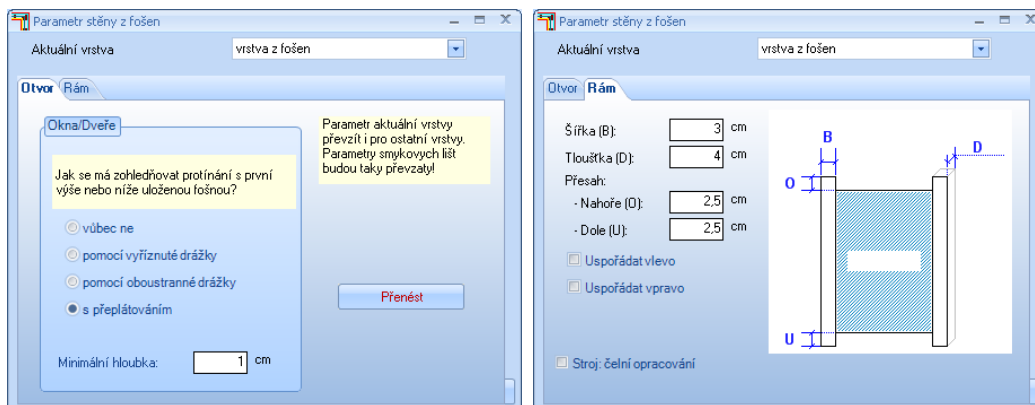 Parametr stěny z fošen
Aktuální vrstva
vrstva z fošen
Otvor
Rám
Okna/Dveře
Jak se má zohledňovat protínání s první
výše nebo níže uloženou fošnou?
vůbec ne
pomocí vyříznuté drážky
pomocí oboustranné drážky
s přeplátováním
Minimální hloubka:
1
cm
Parametr aktuální vrstvy
převzít i pro ostatní vrstvy.
Parametry smykovych lišt
budou taky převzaty!
Přenést
Parametr stěny z fošen
Aktuální vrstva
vrstva z fošen
Otvor
Rám
Šířka (B):
3
cm
Tloušťka (D):
4
cm
Přesah:
- Nahoře (O):
2,5
cm
- Dole (U):
2,5
cm
Uspořádat vlevo
Uspořádat vpravo
Stroj: čelní opracování
B
D
O
U